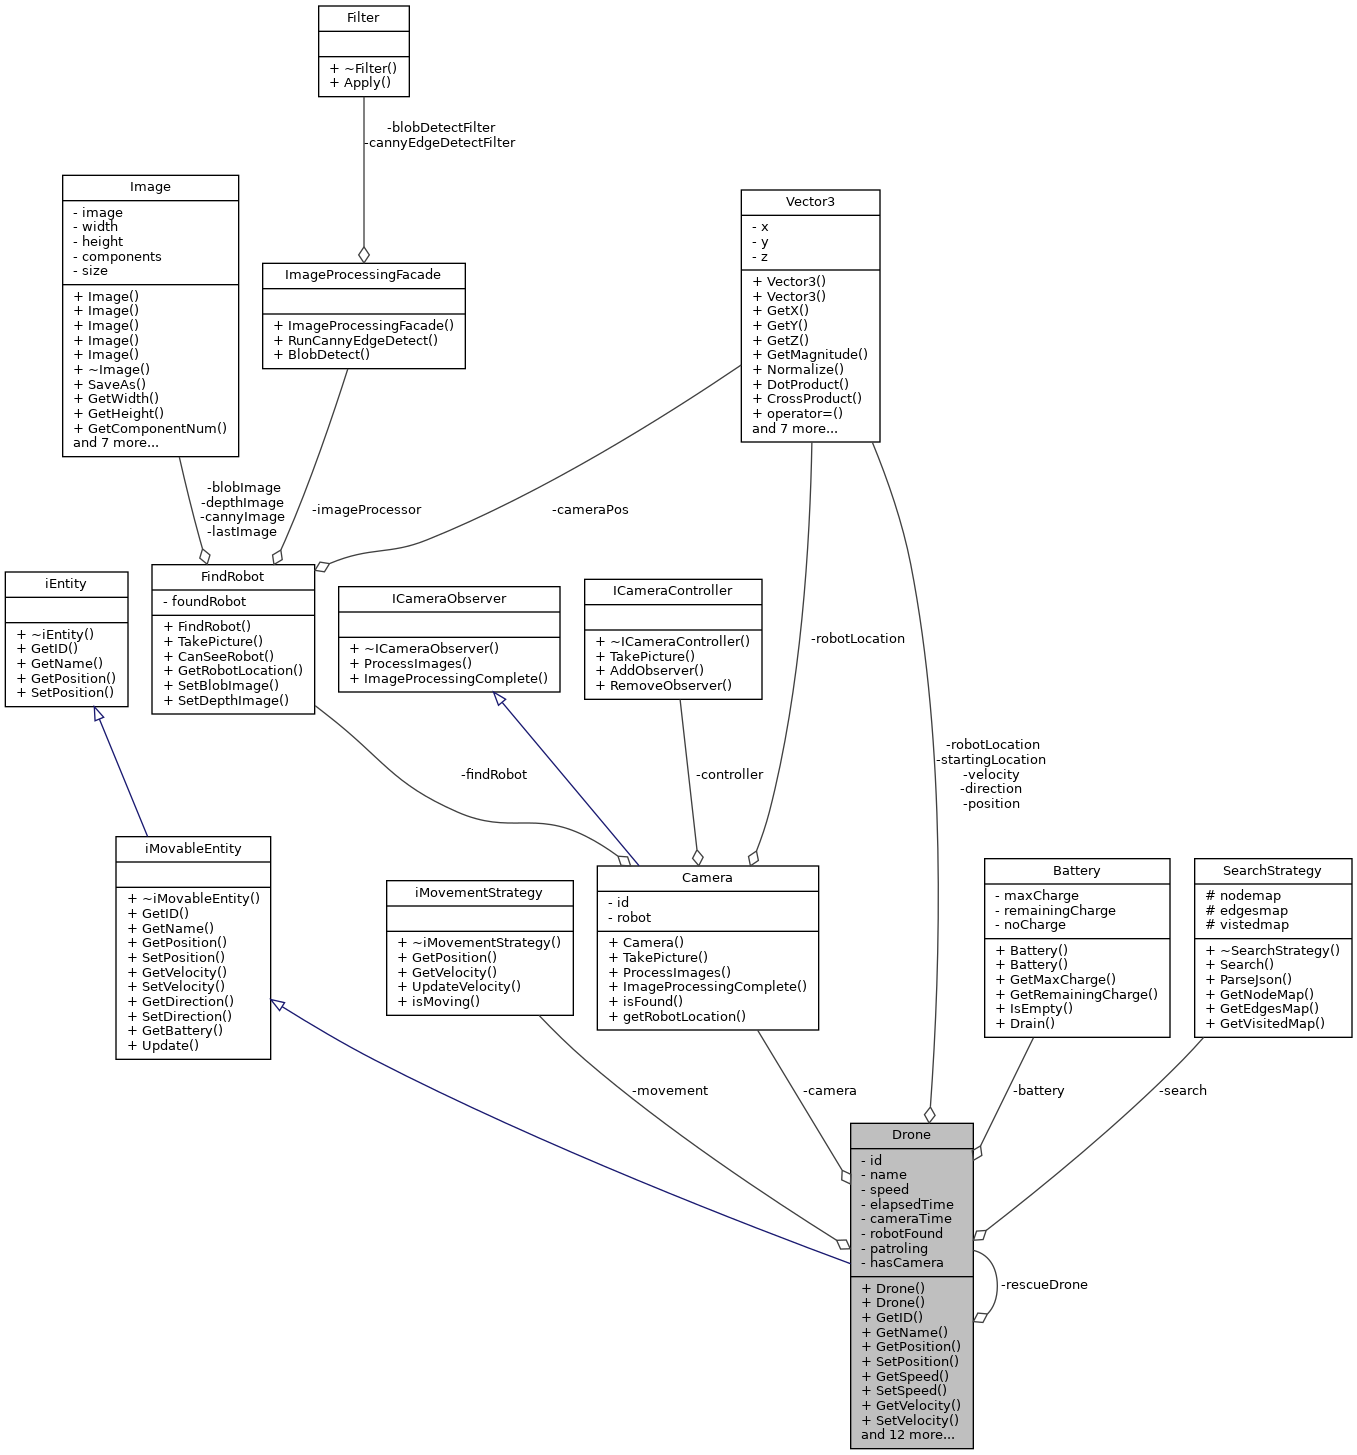 Filter
+ ~Filter()
+ Apply()
-blobDetectFilter
-cannyEdgeDetectFilter
Image
- image
- width
- height
- components
- size
+ Image()
+ Image()
+ Image()
+ Image()
+ Image()
+ ~Image()
+ SaveAs()
+ GetWidth()
+ GetHeight()
+ GetComponentNum()
and 7 more...
ImageProcessingFacade
+ ImageProcessingFacade()
+ RunCannyEdgeDetect()
+ BlobDetect()
Vector3
- x
- y
- z
+ Vector3()
+ Vector3()
+ GetX()
+ GetY()
+ GetZ()
+ GetMagnitude()
+ Normalize()
+ DotProduct()
+ CrossProduct()
+ operator=()
and 7 more...
-blobImage
-depthImage
-cannyImage
-lastImage
-imageProcessor
-cameraPos
iEntity
+ ~iEntity()
+ GetID()
+ GetName()
+ GetPosition()
+ SetPosition()
FindRobot
- foundRobot
+ FindRobot()
+ TakePicture()
+ CanSeeRobot()
+ GetRobotLocation()
+ SetBlobImage()
+ SetDepthImage()
ICameraObserver
+ ~ICameraObserver()
+ ProcessImages()
+ ImageProcessingComplete()
ICameraController
+ ~ICameraController()
+ TakePicture()
+ AddObserver()
+ RemoveObserver()
-robotLocation
-findRobot
-controller
-robotLocation
-startingLocation
-velocity
-direction
-position
iMovableEntity
+ ~iMovableEntity()
+ GetID()
+ GetName()
+ GetPosition()
+ SetPosition()
+ GetVelocity()
+ SetVelocity()
+ GetDirection()
+ SetDirection()
+ GetBattery()
+ Update()
iMovementStrategy
+ ~iMovementStrategy()
+ GetPosition()
+ GetVelocity()
+ UpdateVelocity()
+ isMoving()
Camera
- id
- robot
+ Camera()
+ TakePicture()
+ ProcessImages()
+ ImageProcessingComplete()
+ isFound()
+ getRobotLocation()
Battery
- maxCharge
- remainingCharge
- noCharge
+ Battery()
+ Battery()
+ GetMaxCharge()
+ GetRemainingCharge()
+ IsEmpty()
+ Drain()
SearchStrategy
# nodemap
# edgesmap
# vistedmap
+ ~SearchStrategy()
+ Search()
+ ParseJson()
+ GetNodeMap()
+ GetEdgesMap()
+ GetVisitedMap()
-movement
-camera
-battery
-search
Drone
- id
- name
- speed
- elapsedTime
- cameraTime
- robotFound
- patroling
- hasCamera
+ Drone()
+ Drone()
+ GetID()
+ GetName()
+ GetPosition()
+ SetPosition()
+ GetSpeed()
+ SetSpeed()
+ GetVelocity()
+ SetVelocity()
and 12 more...
-rescueDrone